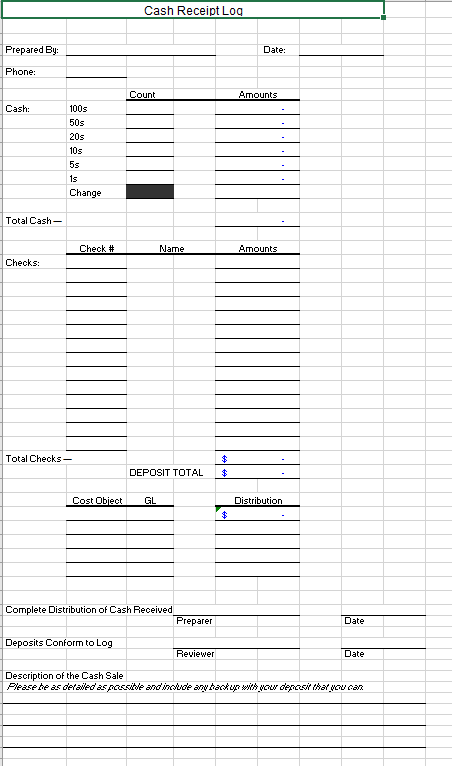 Cash Receipt Log
Prepared By: Date:
Phone:
Count Amounts
Cash: 100s -
50s -
20s -
10s -
5s -
1s -
Change
Total Cash — -
Check # Name Amounts
Checks:
Total Checks — $ -
DEPOSIT TOTAL $ -
Cost Object GL Distribution
$ -
Complete Distribution of Cash Received
Preparer Date
Deposits Conform to Log
Reviewer Date
Description of the Cash Sale
Please be as detailed as possible and include any backup with your deposit that you can.